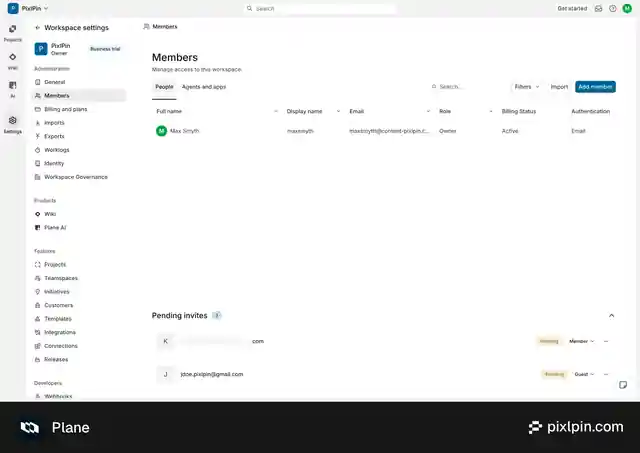 PixlPin
Search
Get started
M
Projects
Wiki
AI
Settings
Workspace settings
P
PixlPin
Owner
Business trial
Administration
General
Members
Billing and plans
Imports
Exports
Worklogs
Identity
Workspace Governance
Products
Wiki
Plane AI
Features
Projects
Teamspaces
Initiatives
Customers
Templates
Integrations
Connections
Releases
Developers
Webhooks
Members
Members
Manage access to this workspace.
People Agents and apps
Search...
Filters
Import
Add member
Full name Display name Email Role Billing Status Authentication
M Max Smyth maxsmyth maxsmyth@content-pixlpin.c... Owner Active Email
Pending invites
K com Pending Member
J jdoe.pixlpin@gmail.com Pending Guest
Plane
pixlpin.com